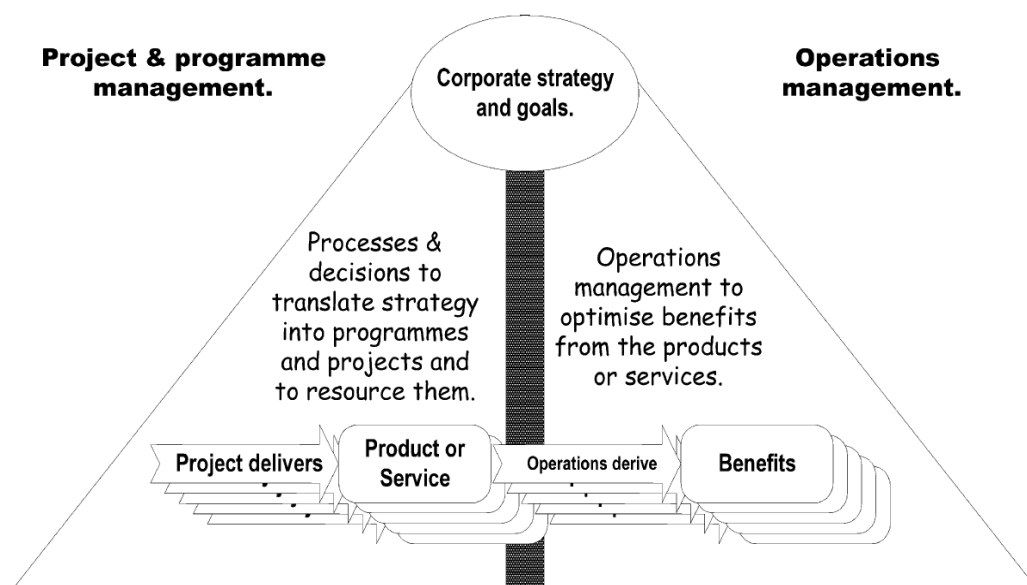 Project & programme
management.
Corporate strategy
and goals.
Operations
management.
Processes &
decisions to
translate strategy
into programmes
and projects and
to resource them.
Operations
management to
optimise benefits
from the products
or services.
Project delivers
Product or
Service
Operations derive
Benefits